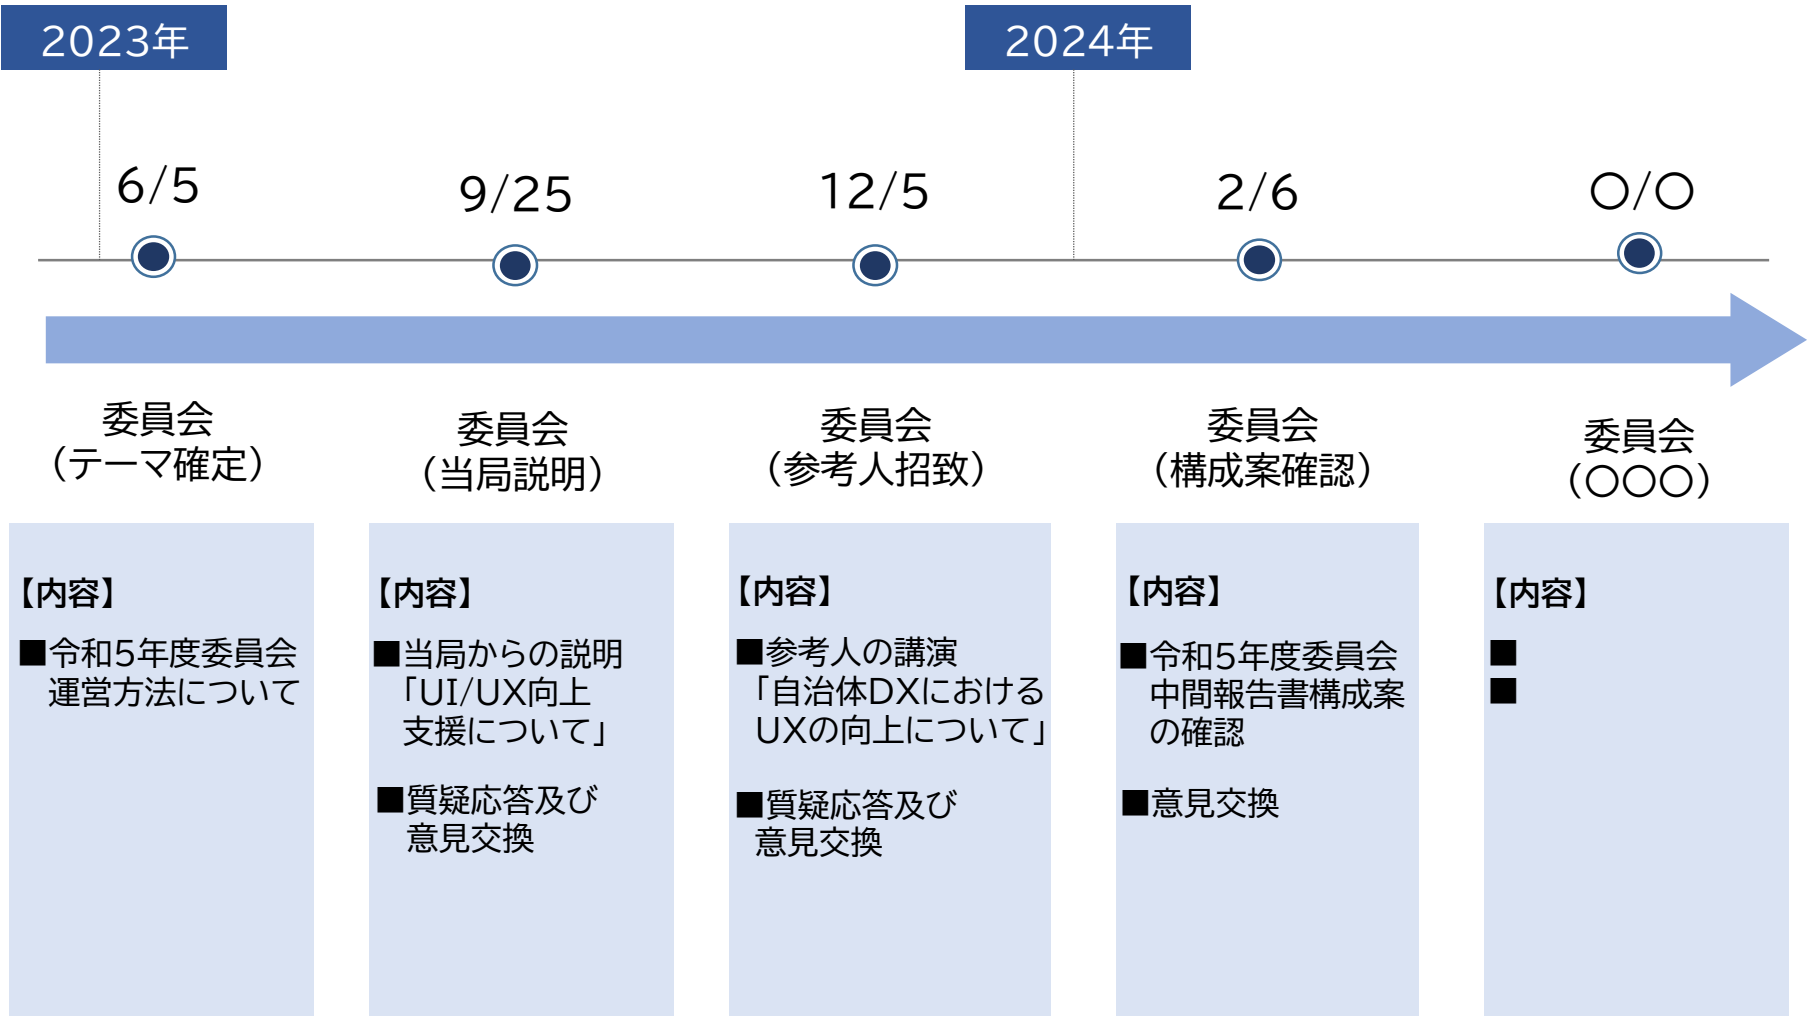 2023年
2024年
6/5
9/25
12/5
2/6
〇/〇
委員会
（テーマ確定）
委員会
（当局説明）
委員会
（参考人招致）
委員会
（構成案確認）
委員会
（〇〇〇）
【内容】
■令和5年度委員会
運営方法について
【内容】
■当局からの説明
「UI/UX向上
支援について」
■質疑応答及び
意見交換
【内容】
■参考人の講演
「自治体DXにおける
UXの向上について」
■質疑応答及び
意見交換
【内容】
■令和5年度委員会
中間報告書構成案
の確認
■意見交換
【内容】
■
■